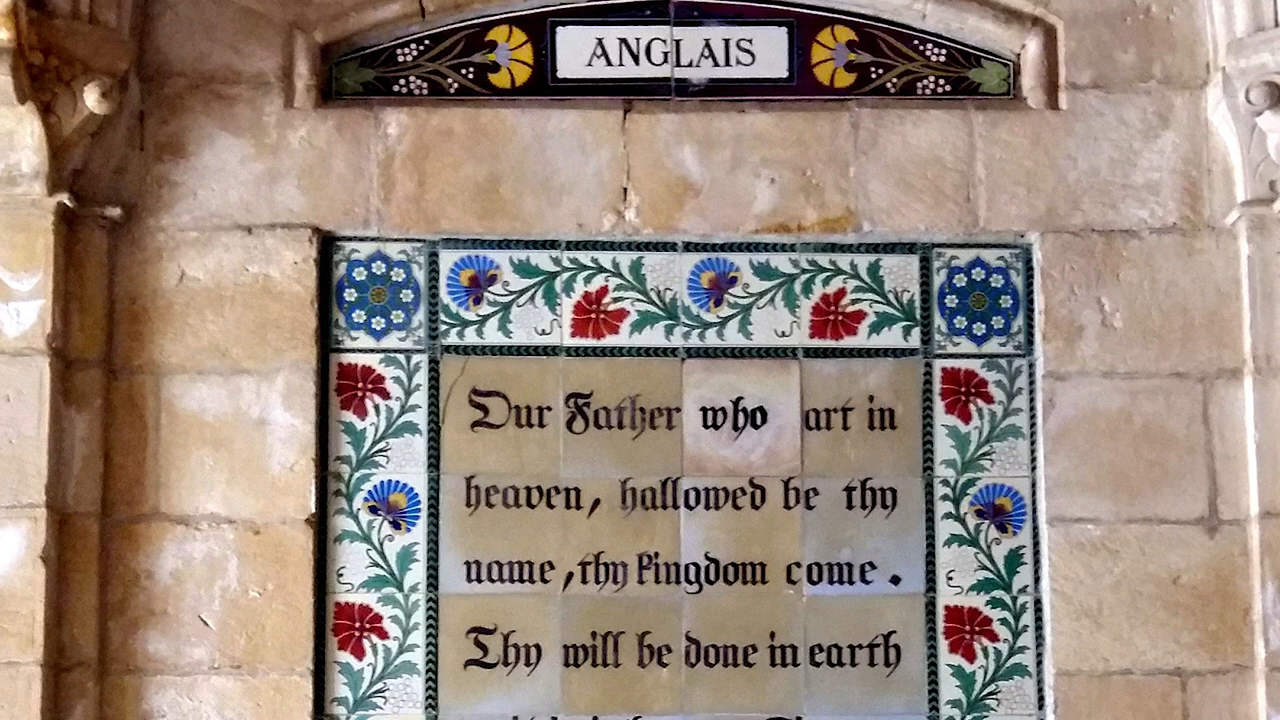 ANGLAIS
Our Father who art in
heaven, hallowed be thy
name, thy kingdom come.
Thy will be done in earth